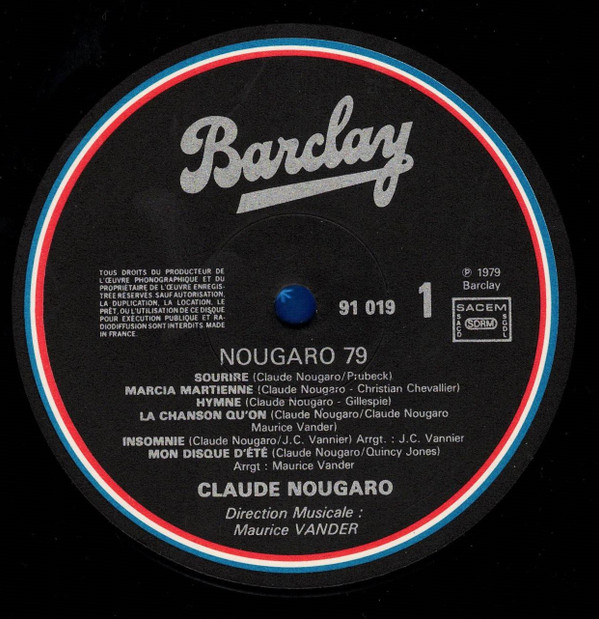 Barclay
TOUS DROITS DU PRODUCTEUR DE
L'ŒUVRE PHONOGRAPHIQUE ET DU
PROPRIÉTAIRE DE L'ŒUVRE ENREGIS-
TRÉE RÉSERVÉS. SAUF AUTORISATION,
LA DUPLICATION, LA LOCATION, LE
PRÊT, OU L'UTILISATION DE CE DISQUE
POUR EXÉCUTION PUBLIQUE ET RA-
DIODIFFUSION SONT INTERDITS. MADE
IN FRANCE.
91 019
1
℗ 1979
Barclay
SACEM
SACD
SDRM
SGDL
NOUGARO 79
SOURIRE (Claude Nougaro/Prubeck)
MARCIA MARTIENNE (Claude Nougaro - Christian Chevallier)
HYMNE (Claude Nougaro - Gillespie)
LA CHANSON QU'ON (Claude Nougaro/Claude Nougaro
Maurice Vander)
INSOMNIE (Claude Nougaro/J.C. Vannier) Arrgt. : J.C. Vannier
MON DISQUE D'ÉTÉ (Claude Nougaro/Quincy Jones)
Arrgt : Maurice Vander
CLAUDE NOUGARO
Direction Musicale :
Maurice VANDER